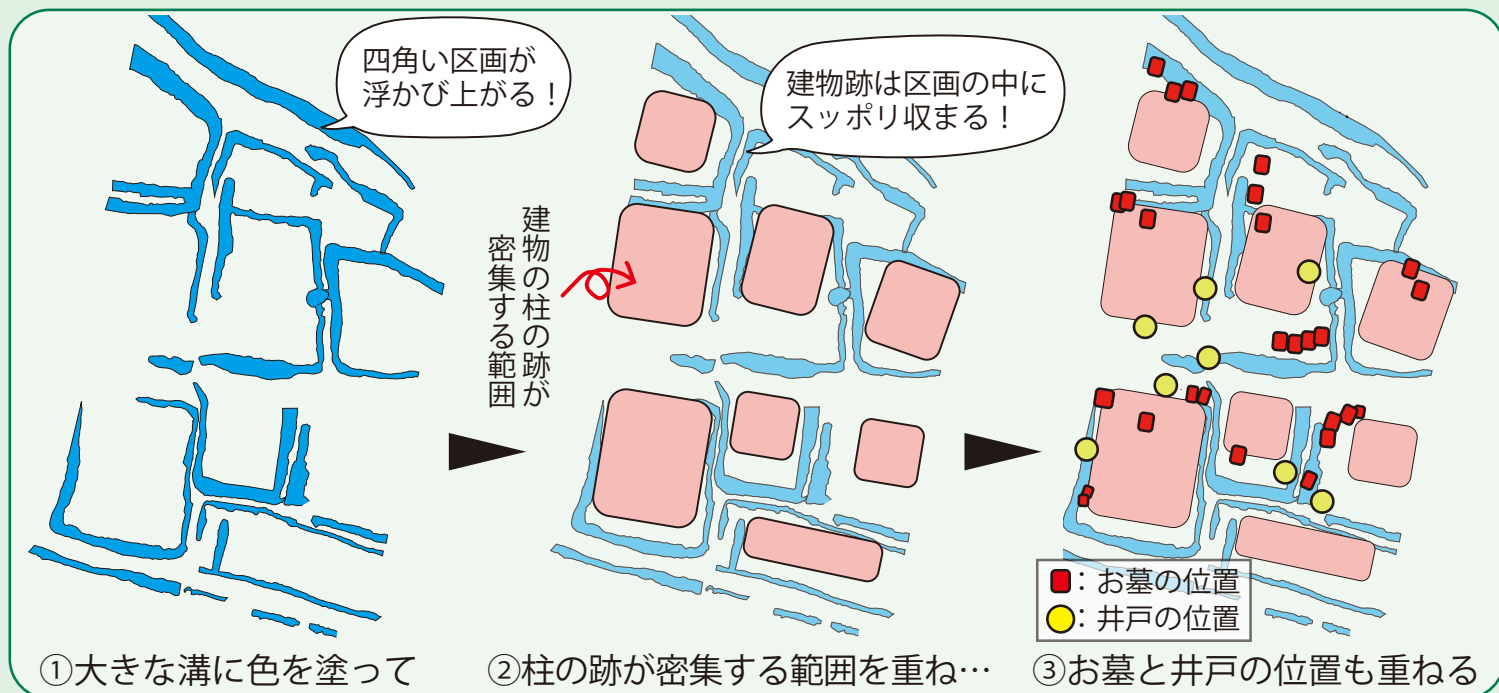 四角い区画が
浮かび上がる！
建物跡は区画の中に
スッポリ収まる！
建物の柱の跡が
密集する範囲
：お墓の位置
：井戸の位置
①大きな溝に色を塗って
②柱の跡が密集する範囲を重ね…
③お墓と井戸の位置も重ねる